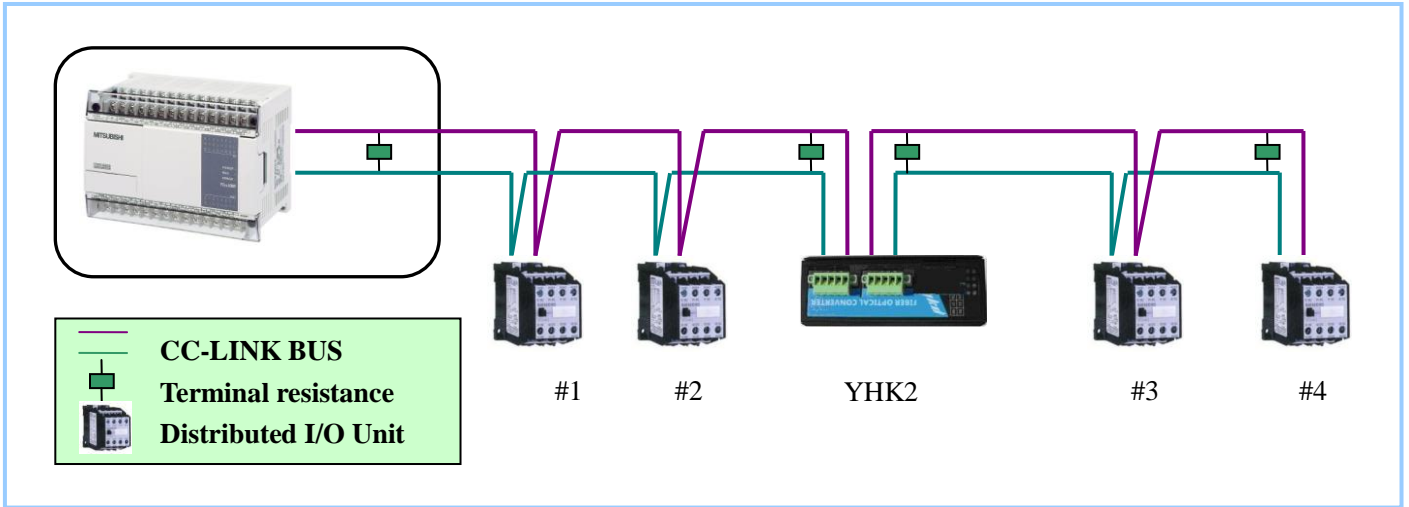 MITSUBISHI
FIBER OPTICAL CONVERTER
#1
#2
YHK2
#3
#4
CC-LINK BUS
Terminal resistance
Distributed I/O Unit